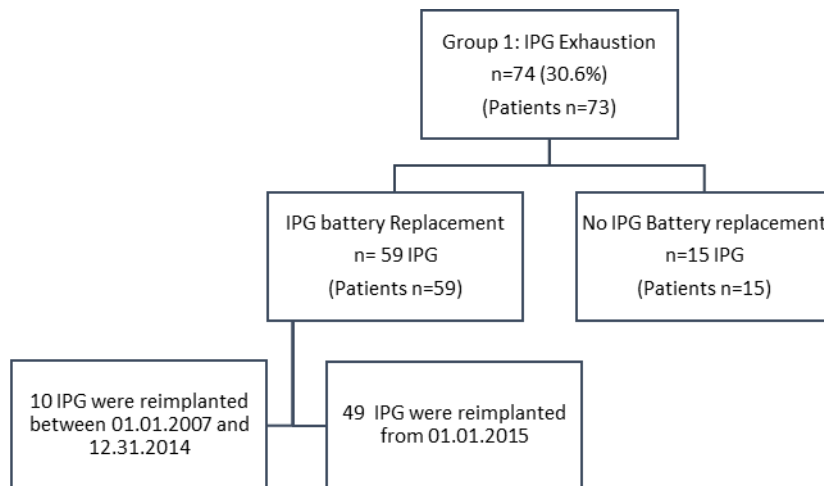 Group 1: IPG Exhaustion
n=74 (30.6%)
(Patients n=73)
IPG battery Replacement
n= 59 IPG
(Patients n=59)
No IPG Battery replacement
n=15 IPG
(Patients n=15)
10 IPG were reimplanted
between 01.01.2007 and
12.31.2014
49 IPG were reimplanted
from 01.01.2015